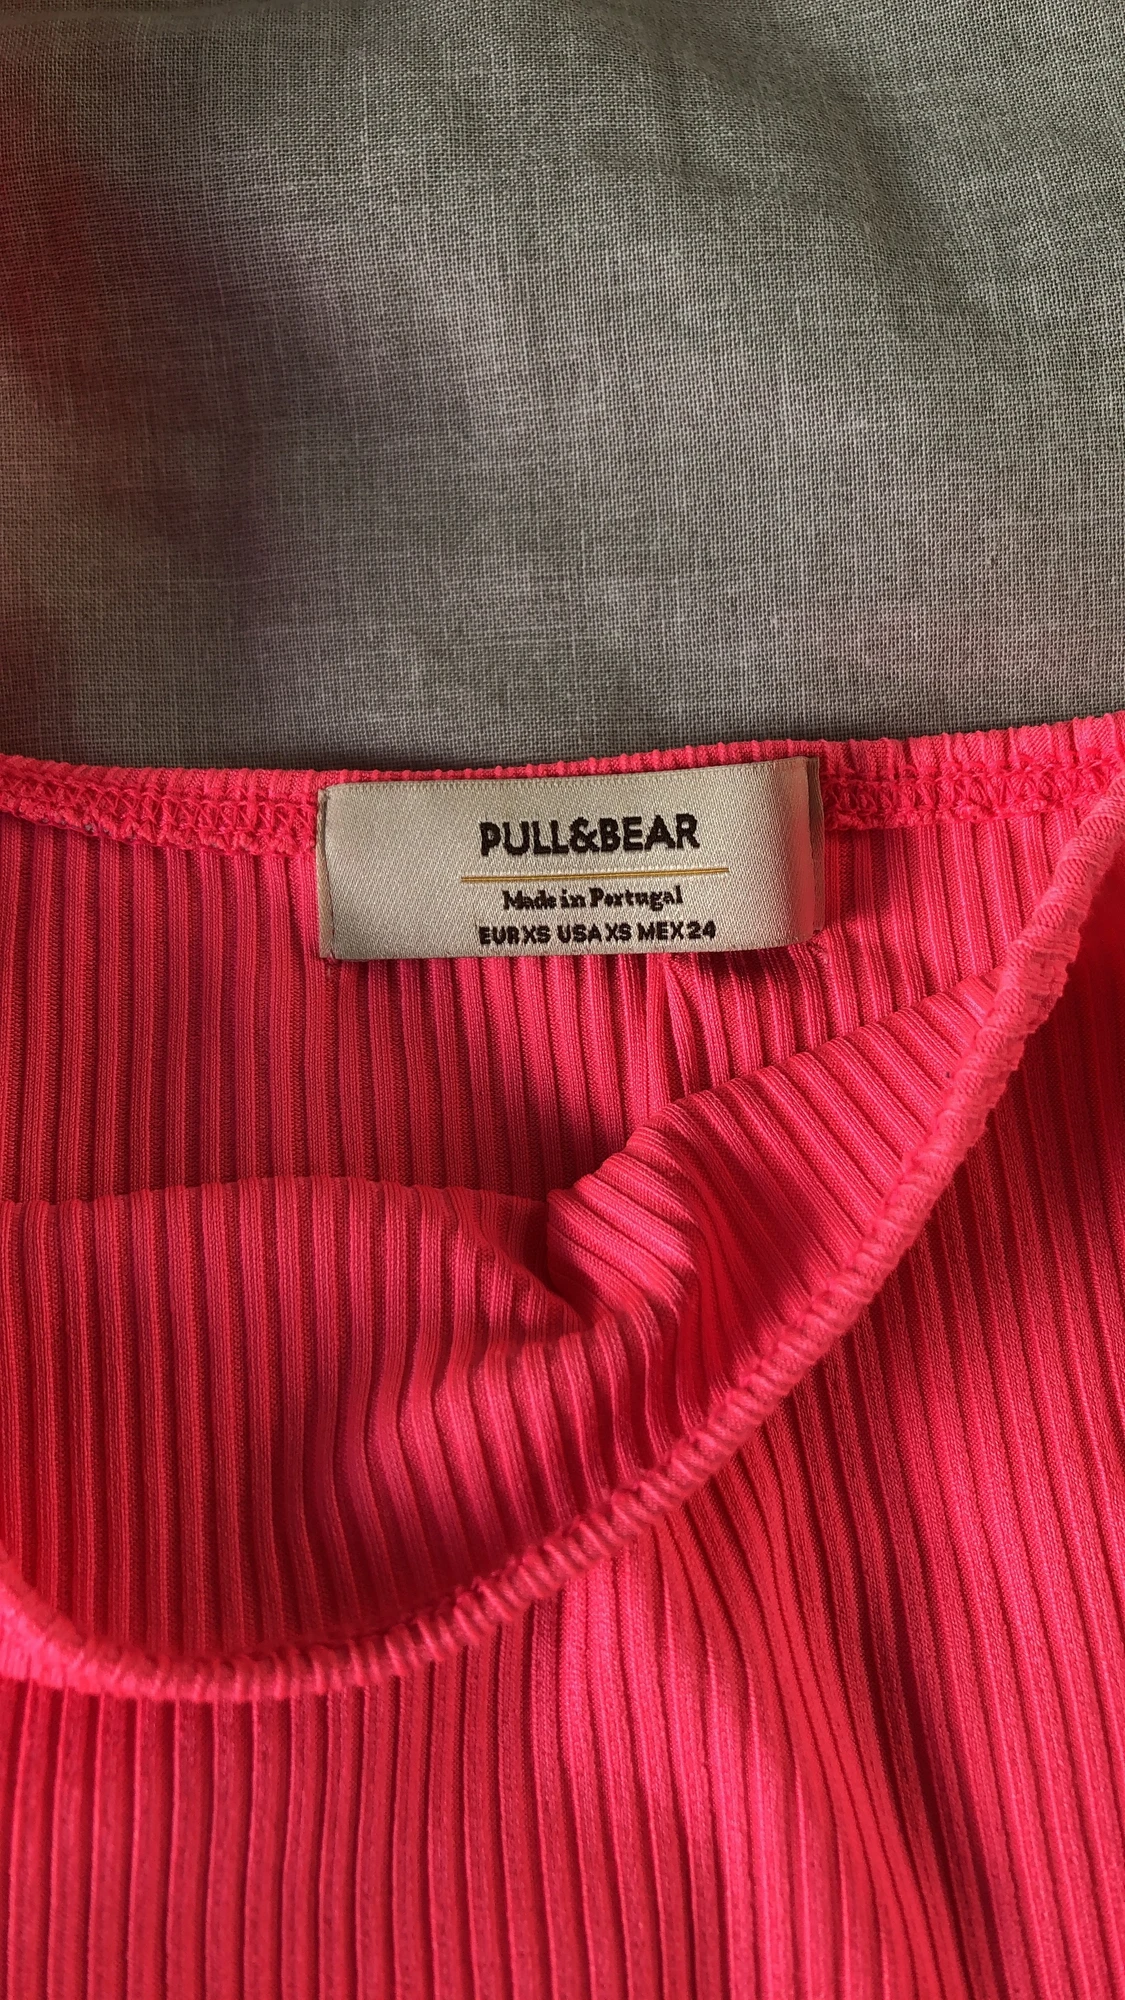 PULL&BEAR
Made in Portugal
EUR XS USA XS MEX 24